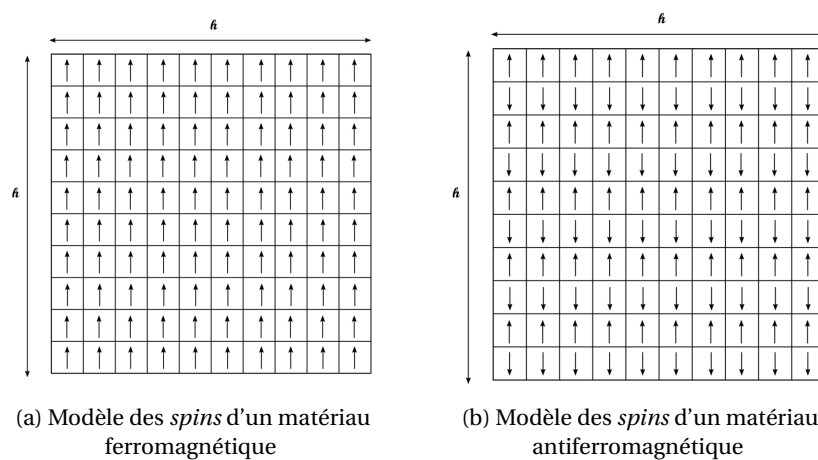 h
h
h
h
(a) Modèle des spins d'un matériau
ferromagnétique
(b) Modèle des spins d'un matériau
antiferromagnétique